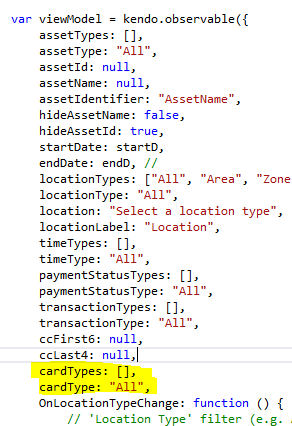 var viewModel = kendo.observable({
assetTypes: [],
assetType: "All",
assetId: null,
assetName: null,
assetIdentifier: "AssetName",
hideAssetName: false,
hideAssetId: true,
startDate: startD,
endDate: endD, //
locationTypes: ["All", "Area", "Zone
locationType: "All",
location: "Select a location type",
locationLabel: "Location",
timeTypes: [],
timeType: "All",
paymentStatusTypes: [],
paymentStatusType: "All",
transactionTypes: [],
transactionType: "All",
ccFirst6: null,
ccLast4: null,
cardTypes: [],
cardType: "All",
OnLocationTypeChange: function () {
// 'Location Type' filter (e.g. .